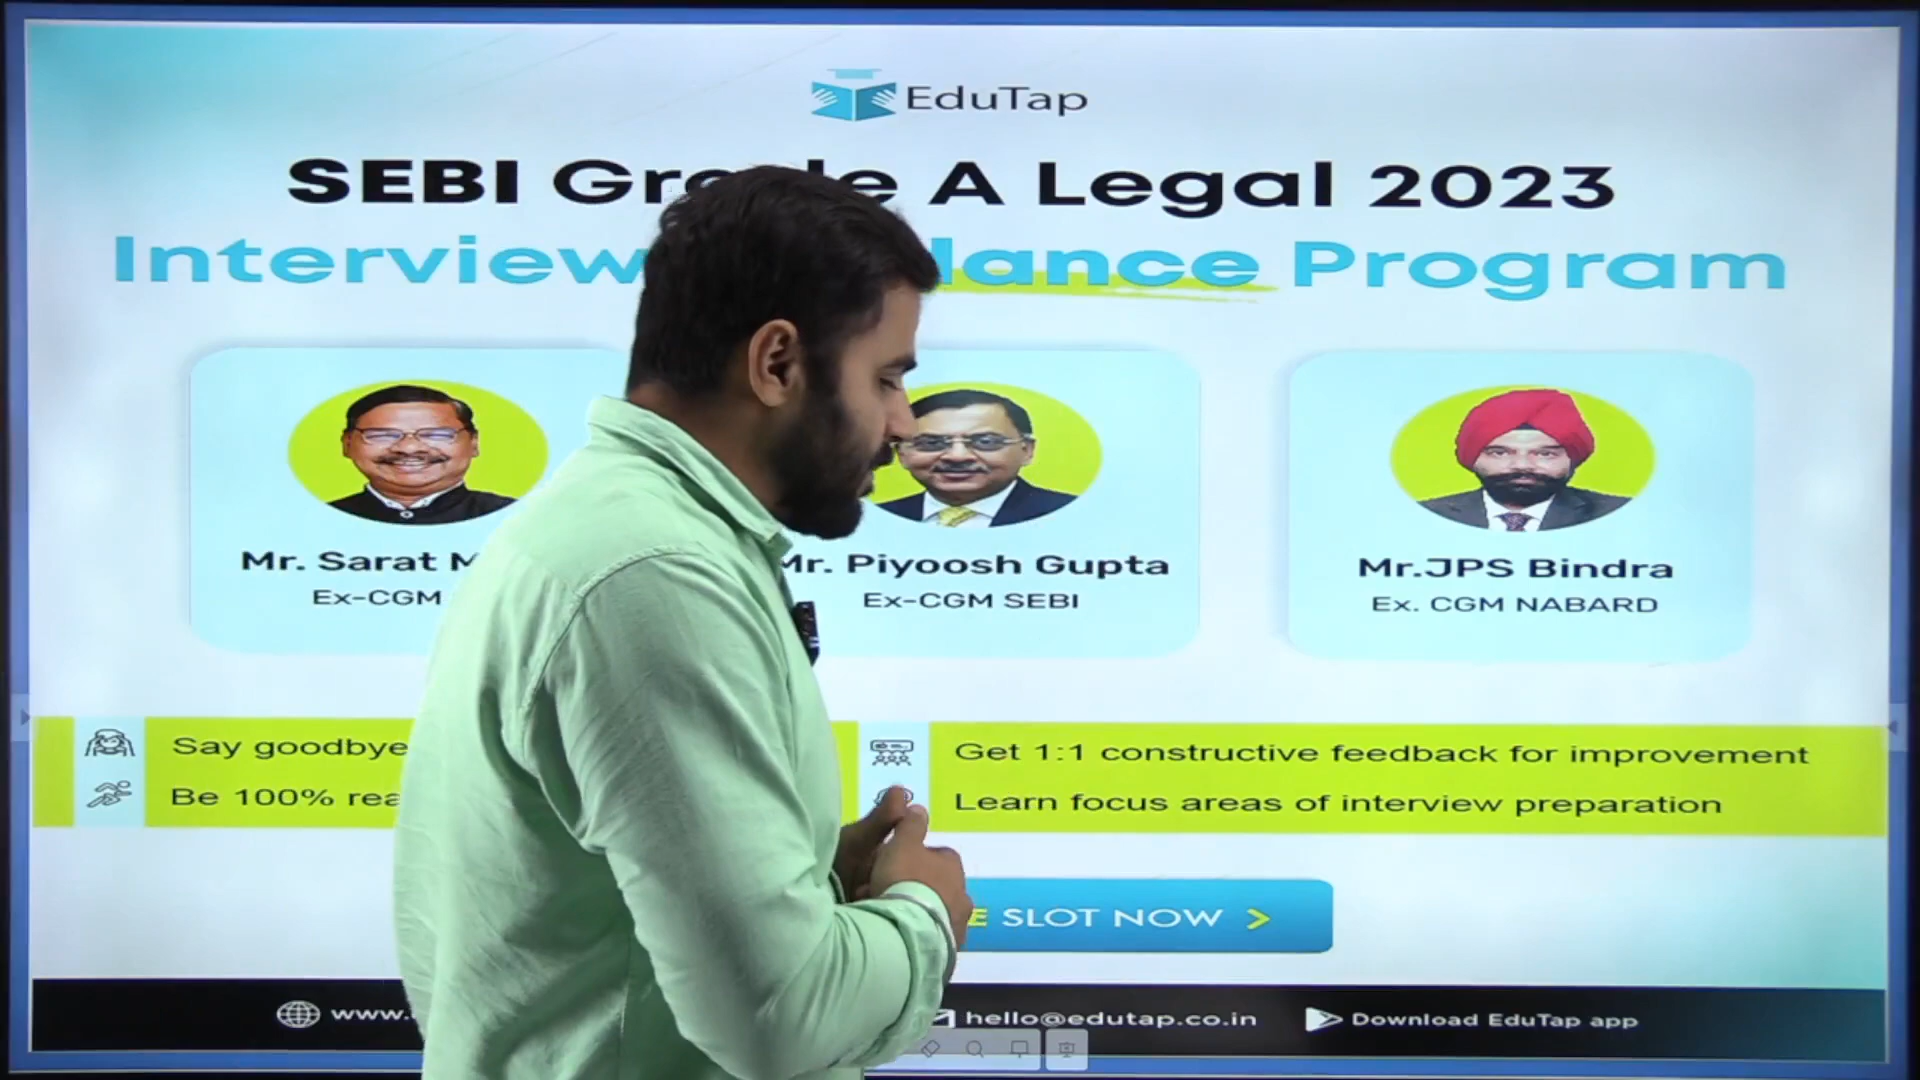 EduTap
SEBI Grade A Legal 2023
Interview dance Program
Mr. Sarat M
Ex-CGM
Mr. Piyoosh Gupta
Ex-CGM SEBI
Mr.JPS Bindra
Ex. CGM NABARD
Say goodbye
Be 100% rea
Get 1:1 constructive feedback for improvement
Learn focus areas of interview preparation
E SLOT NOW
www.
hello@edutap.co.in
Download EduTap app